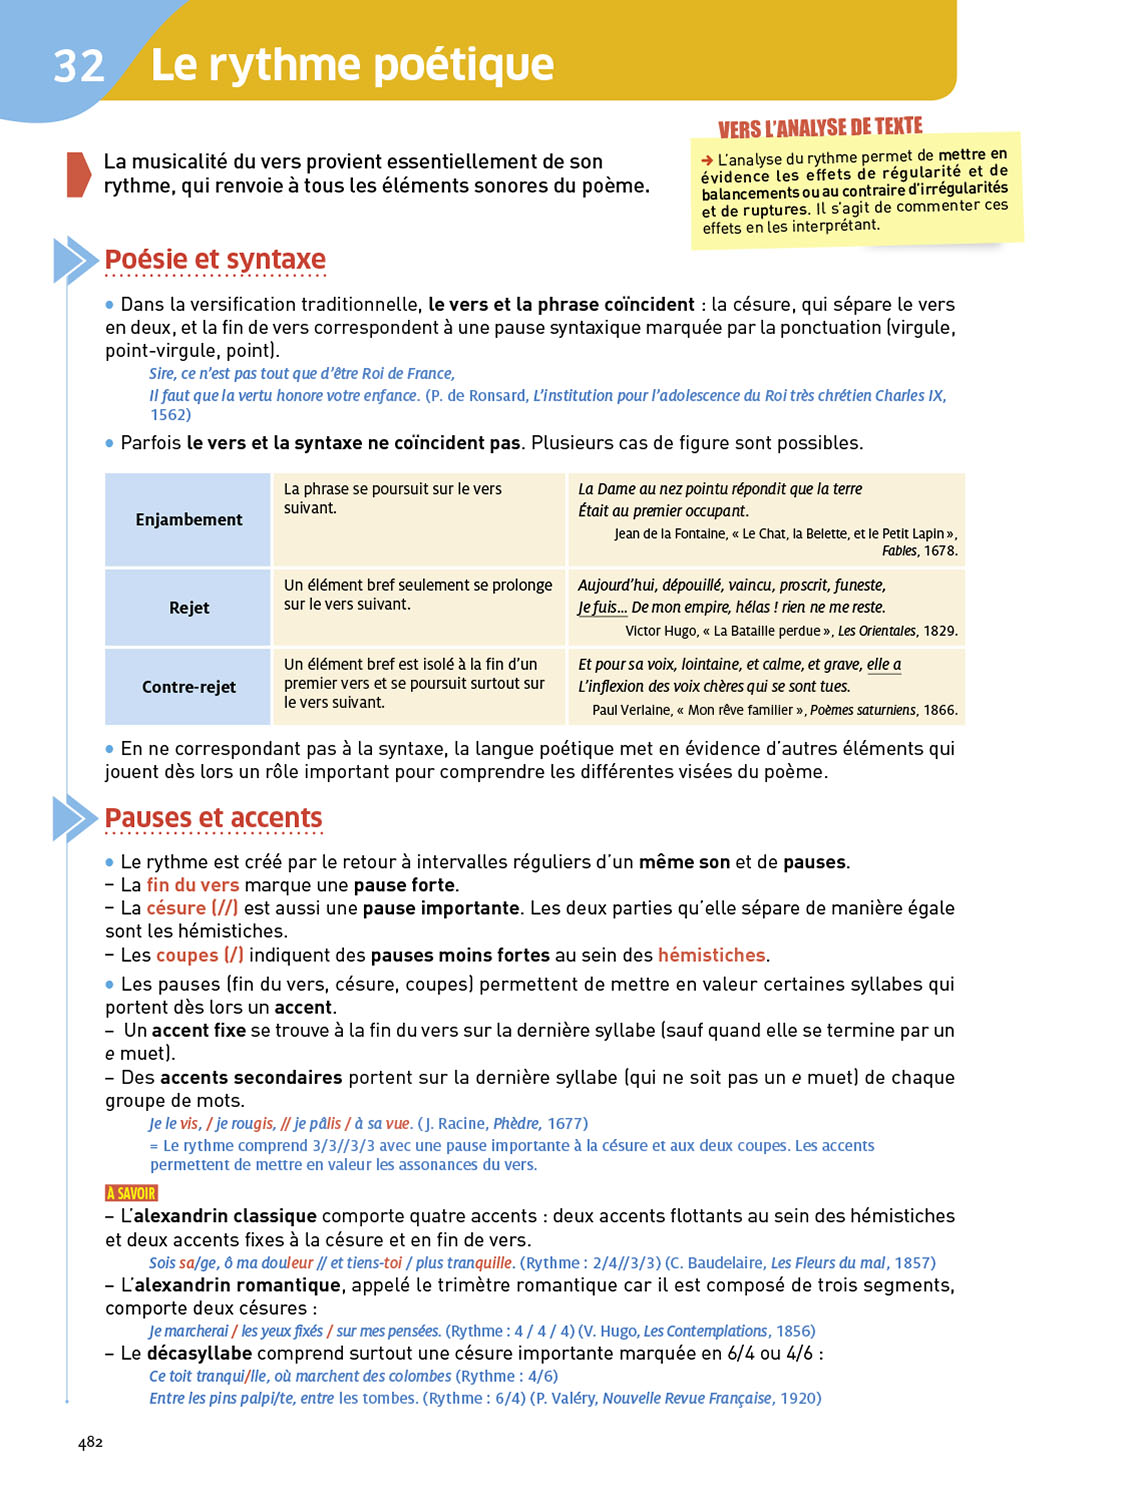 32
Le rythme poétique
La musicalité du vers provient essentiellement de son
rythme, qui renvoie à tous les éléments sonores du poème.
VERS L'ANALYSE DE TEXTE
➔ L'analyse du rythme permet de mettre en
évidence les effets de régularité et de
balancements ou au contraire d'irrégularités
et de ruptures. Il s'agit de commenter ces
effets en les interprétant.
Poésie et syntaxe
• Dans la versification traditionnelle, le vers et la phrase coïncident : la césure, qui sépare le vers
en deux, et la fin de vers correspondent à une pause syntaxique marquée par la ponctuation (virgule,
point-virgule, point).
Sire, ce n'est pas tout que d'être Roi de France,
Il faut que la vertu honore votre enfance. (P. de Ronsard, L'institution pour l'adolescence du Roi très chrétien Charles IX,
1562)
• Parfois le vers et la syntaxe ne coïncident pas. Plusieurs cas de figure sont possibles.
Enjambement
La phrase se poursuit sur le vers
suivant.
La Dame au nez pointu répondit que la terre
Était au premier occupant.
Jean de la Fontaine, « Le Chat, la Belette, et le Petit Lapin »,
Fables, 1678.
Rejet
Un élément bref seulement se prolonge
sur le vers suivant.
Aujourd'hui, dépouillé, vaincu, proscrit, funeste,
Je fuis... De mon empire, hélas ! rien ne me reste.
Victor Hugo, « La Bataille perdue », Les Orientales, 1829.
Contre-rejet
Un élément bref est isolé à la fin d'un
premier vers et se poursuit surtout sur
le vers suivant.
Et pour sa voix, lointaine, et calme, et grave, elle a
L'inflexion des voix chères qui se sont tues.
Paul Verlaine, « Mon rêve familier », Poèmes saturniens, 1866.
• En ne correspondant pas à la syntaxe, la langue poétique met en évidence d'autres éléments qui
jouent dès lors un rôle important pour comprendre les différentes visées du poème.
Pauses et accents
• Le rythme est créé par le retour à intervalles réguliers d'un même son et de pauses.
– La fin du vers marque une pause forte.
– La césure (//) est aussi une pause importante. Les deux parties qu'elle sépare de manière égale
sont les hémistiches.
– Les coupes (/) indiquent des pauses moins fortes au sein des hémistiches.
• Les pauses (fin du vers, césure, coupes) permettent de mettre en valeur certaines syllabes qui
portent dès lors un accent.
– Un accent fixe se trouve à la fin du vers sur la dernière syllabe (sauf quand elle se termine par un
e muet).
– Des accents secondaires portent sur la dernière syllabe (qui ne soit pas un e muet) de chaque
groupe de mots.
Je le vis, / je rougis, // je pâlis / à sa vue. (J. Racine, Phèdre, 1677)
= Le rythme comprend 3/3//3/3 avec une pause importante à la césure et aux deux coupes. Les accents
permettent de mettre en valeur les assonances du vers.
À SAVOIR
– L'alexandrin classique comporte quatre accents : deux accents flottants au sein des hémistiches
et deux accents fixes à la césure et en fin de vers.
Sois sa/ge, ô ma douleur // et tiens-toi / plus tranquille. (Rythme : 2/4//3/3) (C. Baudelaire, Les Fleurs du mal, 1857)
– L'alexandrin romantique, appelé le trimètre romantique car il est composé de trois segments,
comporte deux césures :
Je marcherai / les yeux fixés / sur mes pensées. (Rythme : 4 / 4 / 4) (V. Hugo, Les Contemplations, 1856)
– Le décasyllabe comprend surtout une césure importante marquée en 6/4 ou 4/6 :
Ce toit tranqui/lle, où marchent des colombes (Rythme : 4/6)
Entre les pins palpi/te, entre les tombes. (Rythme : 6/4) (P. Valéry, Nouvelle Revue Française, 1920)
482